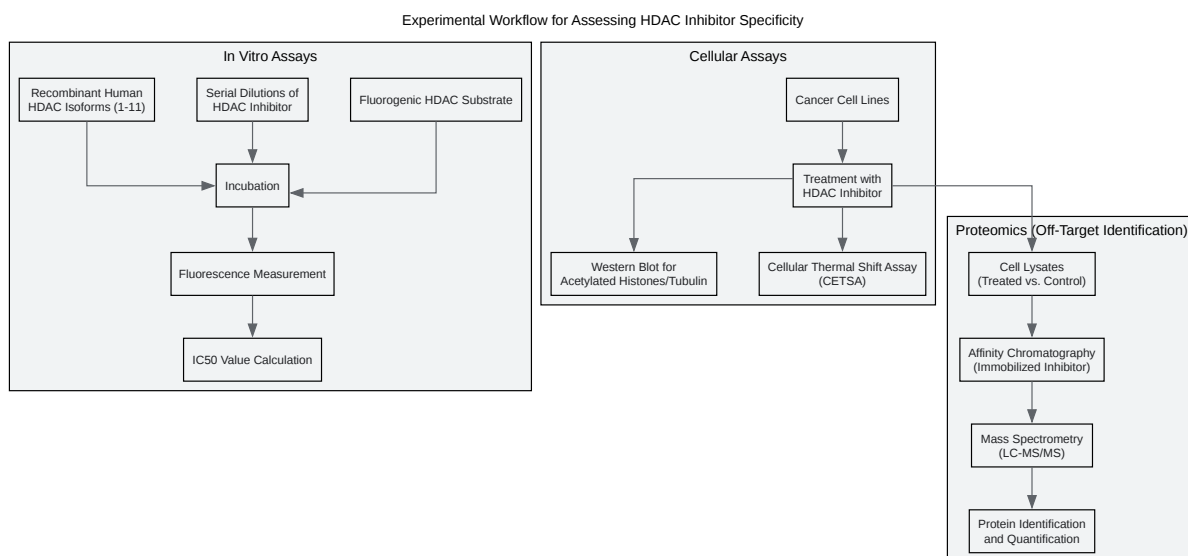 Experimental Workflow for Assessing HDAC Inhibitor Specificity
In Vitro Assays
Recombinant Human
HDAC Isoforms (1-11)
Serial Dilutions of
HDAC Inhibitor
Fluorogenic HDAC Substrate
Incubation
Fluorescence Measurement
IC50 Value Calculation
Cellular Assays
Cancer Cell Lines
Treatment with
HDAC Inhibitor
Western Blot for
Acetylated Histones/Tubulin
Cellular Thermal Shift Assay
(CETSA)
Proteomics (Off-Target Identification)
Cell Lysates
(Treated vs. Control)
Affinity Chromatography
(Immobilized Inhibitor)
Mass Spectrometry
(LC-MS/MS)
Protein Identification
and Quantification